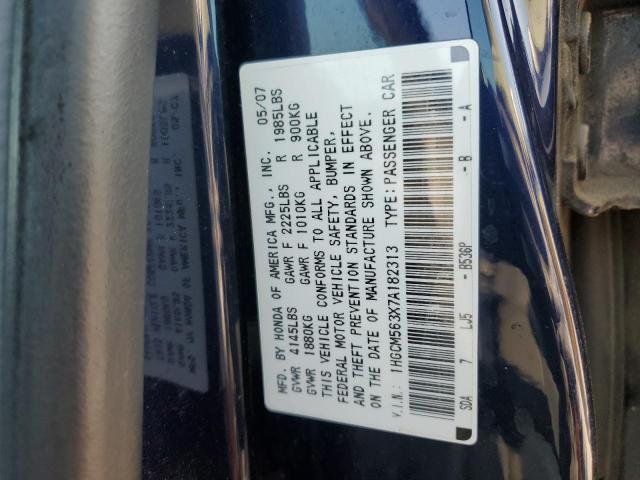 MFD. BY HONDA OF AMERICA MFG., INC. 05/07
GVWR 4145LBS GAWR F 2225LBS R 1985LBS
GVWR 1880KG GAWR F 1010KG R 900KG
THIS VEHICLE CONFORMS TO ALL APPLICABLE
FEDERAL MOTOR VEHICLE SAFETY, BUMPER,
AND THEFT PREVENTION STANDARDS IN EFFECT
ON THE DATE OF MANUFACTURE SHOWN ABOVE.
V.I.N.: 1HGCM563X7A182313 TYPE: PASSENGER CAR
SDA 7 LJ5 - B536P - B - A